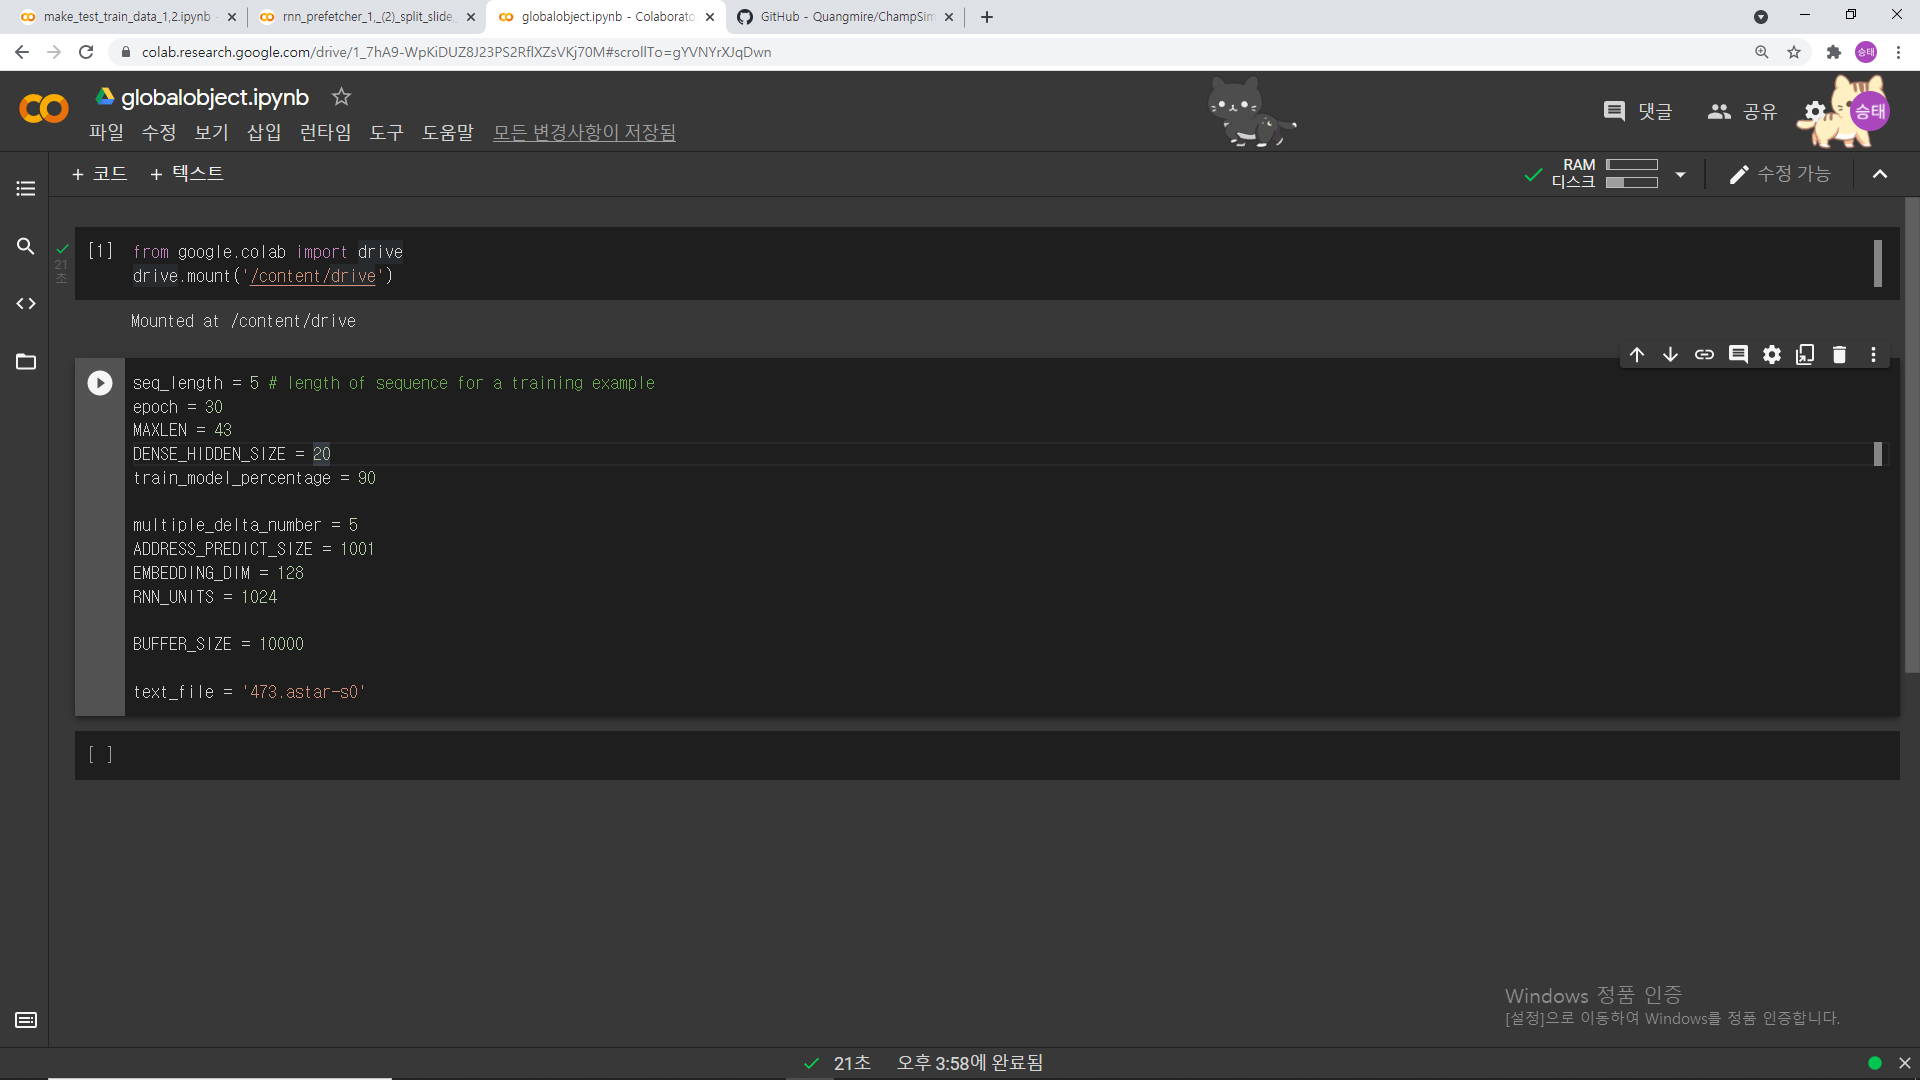 make_test_train_data_1,2.ipynb
rnn_prefetcher_1,_(2)_split_slide_
globalobject.ipynb - Colaborato
GitHub - Quangmire/ChampSim
colab.research.google.com/drive/1_7hA9-WpKiDUZ8J23PS2RflXZsVKj70M#scrollTo=gYVNYrXJqDwn
승태
globalobject.ipynb
파일 수정 보기 삽입 런타임 도구 도움말 모든 변경사항이 저장됨
댓글 공유 승태
+ 코드 + 텍스트
RAM
디스크
수정 가능
[1] from google.colab import drive
drive.mount('/content/drive')
21
초
Mounted at /content/drive
seq_length = 5 # length of sequence for a training example
epoch = 30
MAXLEN = 43
DENSE_HIDDEN_SIZE = 20
train_model_percentage = 90
multiple_delta_number = 5
ADDRESS_PREDICT_SIZE = 1001
EMBEDDING_DIM = 128
RNN_UNITS = 1024
BUFFER_SIZE = 10000
text_file = '473.astar-s0'
[ ]
Windows 정품 인증
[설정]으로 이동하여 Windows를 정품 인증합니다.
21초 오후 3:58에 완료됨